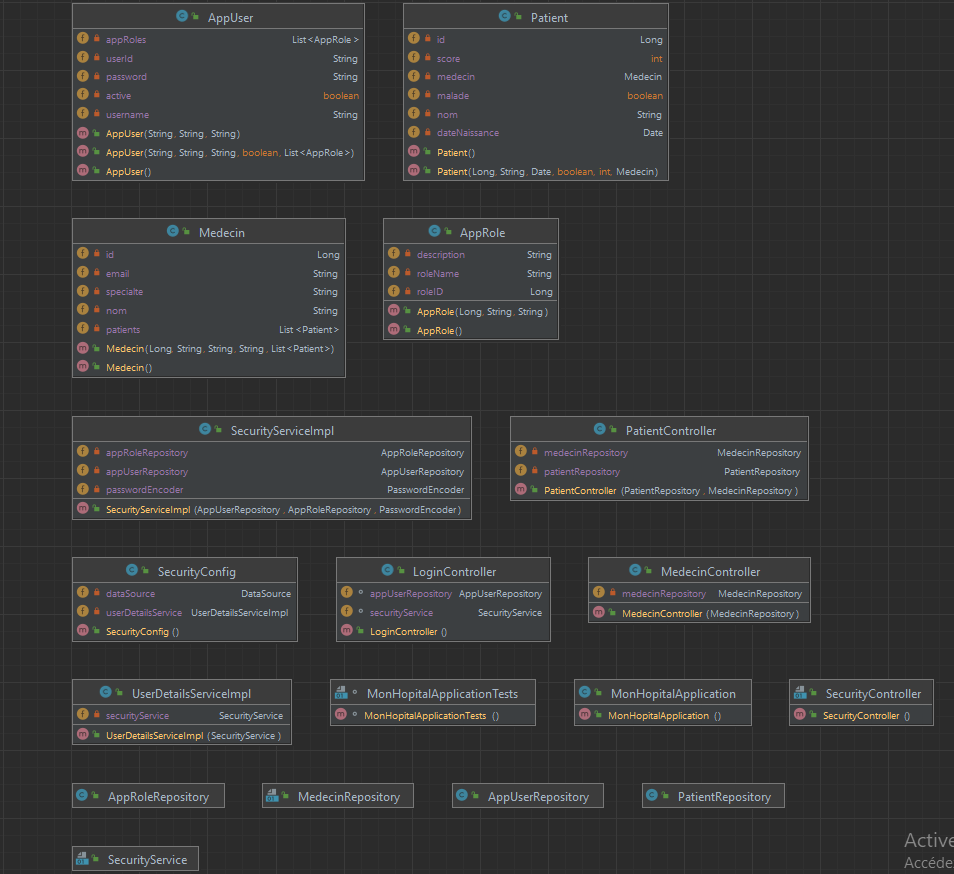 AppUser
appRoles List<AppRole>
userId String
password String
active boolean
username String
AppUser(String, String, String)
AppUser(String, String, String, boolean, List<AppRole>)
AppUser()
Patient
id Long
score int
medecin Medecin
malade boolean
nom String
dateNaissance Date
Patient()
Patient(Long, String, Date, boolean, int, Medecin)
Medecin
id Long
email String
specialte String
nom String
patients List<Patient>
Medecin(Long, String, String, String, List<Patient>)
Medecin()
AppRole
description String
roleName String
roleID Long
AppRole(Long, String, String)
AppRole()
SecurityServiceImpl
appRoleRepository AppRoleRepository
appUserRepository AppUserRepository
passwordEncoder PasswordEncoder
SecurityServiceImpl (AppUserRepository, AppRoleRepository, PasswordEncoder)
PatientController
medecinRepository MedecinRepository
patientRepository PatientRepository
PatientController (PatientRepository, MedecinRepository)
SecurityConfig
dataSource DataSource
userDetailsService UserDetailsServiceImpl
SecurityConfig ()
LoginController
appUserRepository AppUserRepository
securityService SecurityService
LoginController ()
MedecinController
medecinRepository MedecinRepository
MedecinController (MedecinRepository)
UserDetailsServiceImpl
securityService SecurityService
UserDetailsServiceImpl (SecurityService)
MonHopitalApplicationTests
MonHopitalApplicationTests ()
MonHopitalApplication
MonHopitalApplication ()
SecurityController
SecurityController ()
AppRoleRepository
MedecinRepository
AppUserRepository
PatientRepository
SecurityService
Active
Accéde